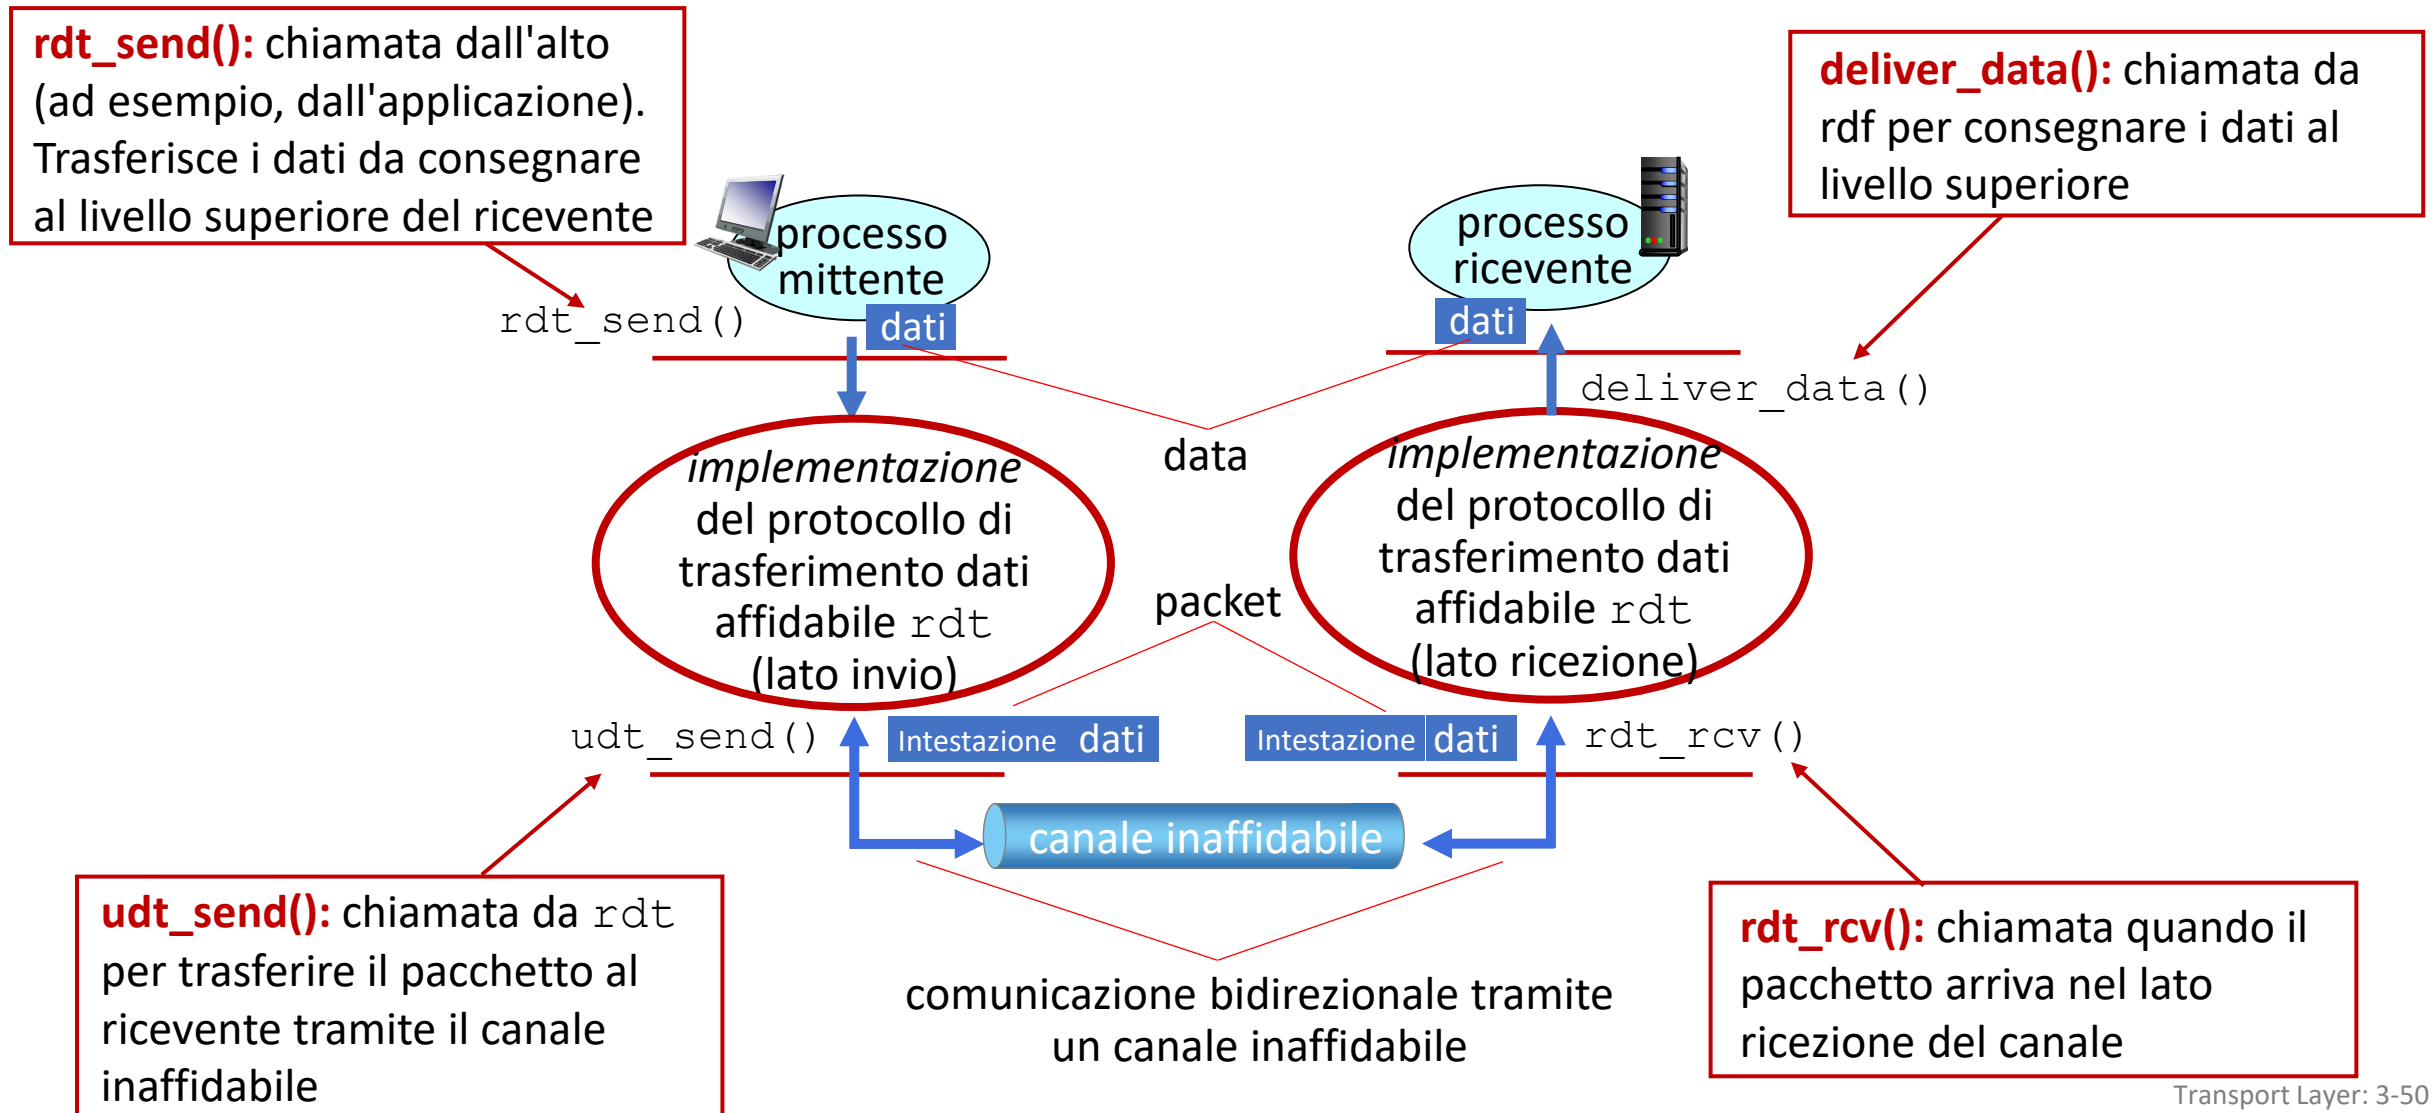 rdt_send(): chiamata dall'alto
(ad esempio, dall'applicazione).
Trasferisce i dati da consegnare
al livello superiore del ricevente
deliver_data(): chiamata da
rdf per consegnare i dati al
livello superiore
processo
mittente
processo
ricevente
rdt_send()
dati
dati
deliver_data()
data
implementazione
del protocollo di
trasferimento dati
affidabile rdt
(lato invio)
implementazione
del protocollo di
trasferimento dati
affidabile rdt
(lato ricezione)
packet
udt_send()
Intestazione dati
Intestazione dati
rdt_rcv()
canale inaffidabile
udt_send(): chiamata da rdt
per trasferire il pacchetto al
ricevente tramite il canale
inaffidabile
comunicazione bidirezionale tramite
un canale inaffidabile
rdt_rcv(): chiamata quando il
pacchetto arriva nel lato
ricezione del canale
Transport Layer: 3-50